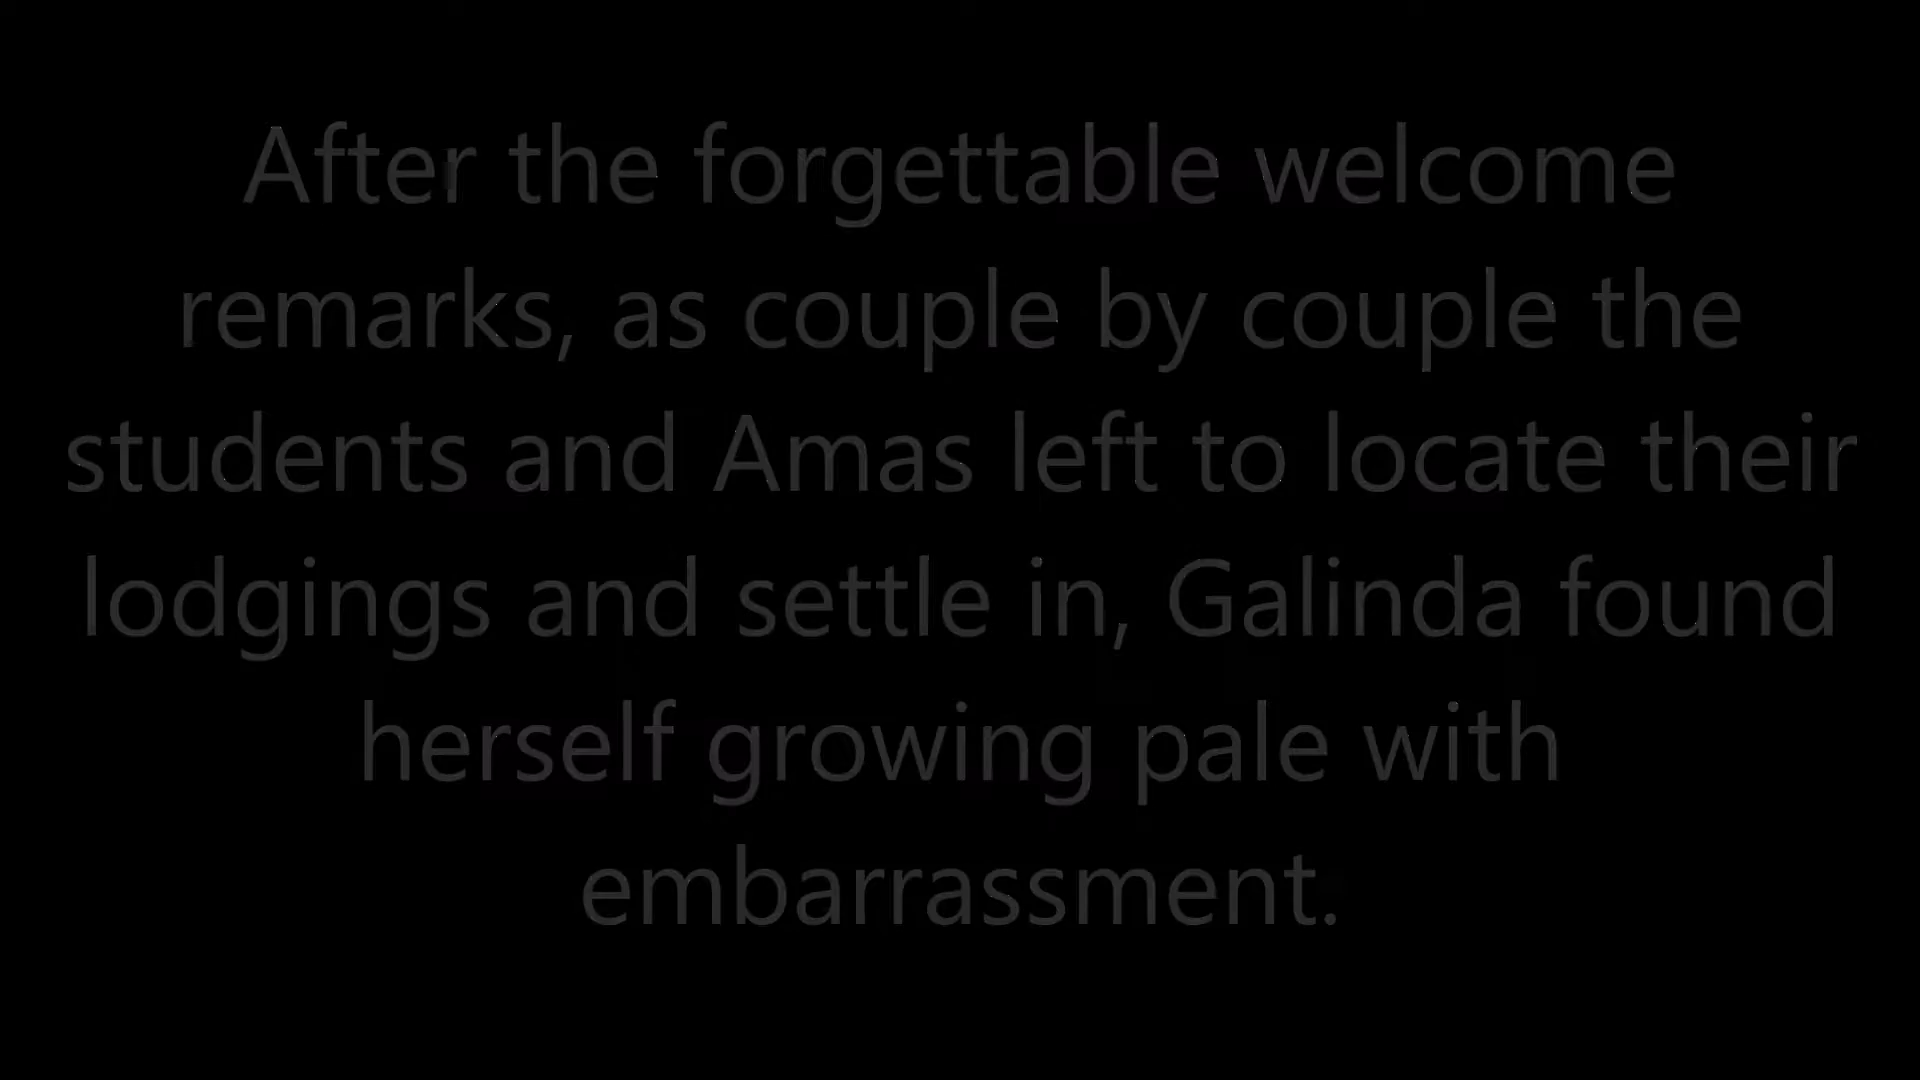 After the forgettable welcome
remarks, as couple by couple the
students and Amas left to locate their
lodgings and settle in, Galinda found
herself growing pale with
embarrassment.